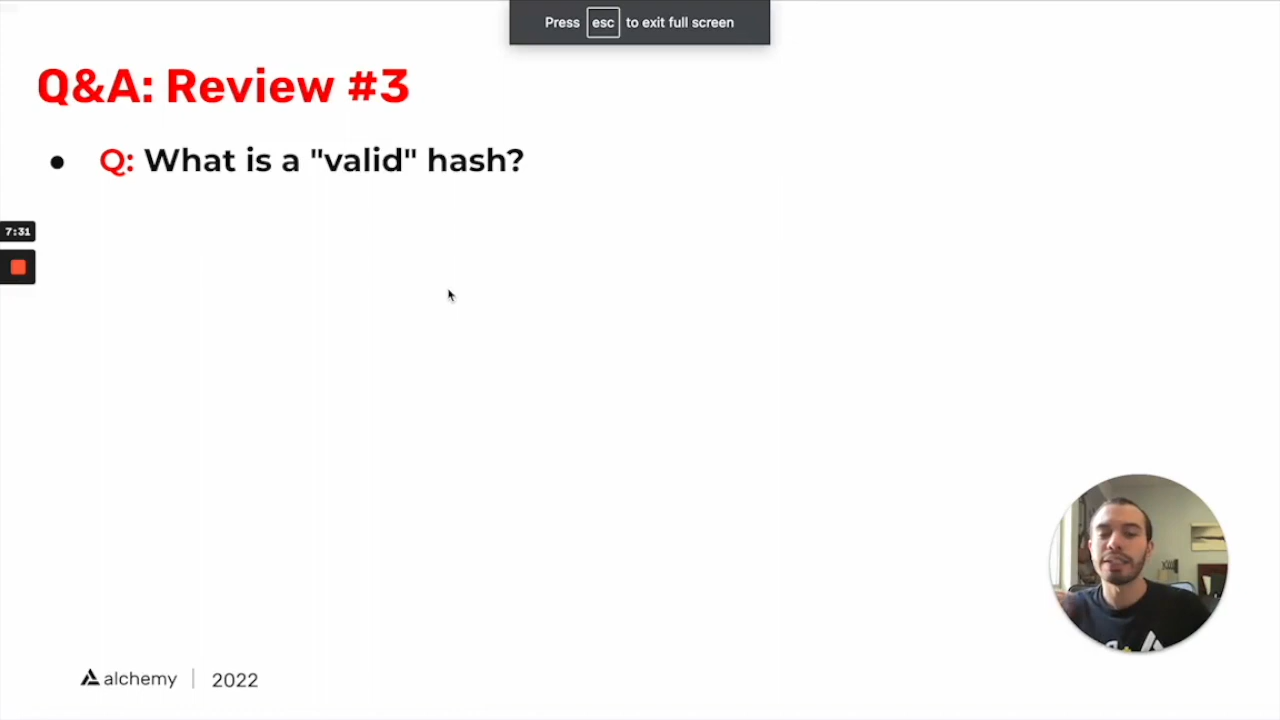 Press esc to exit full screen
Q&A: Review #3
● Q: What is a "valid" hash?
7:31
alchemy | 2022